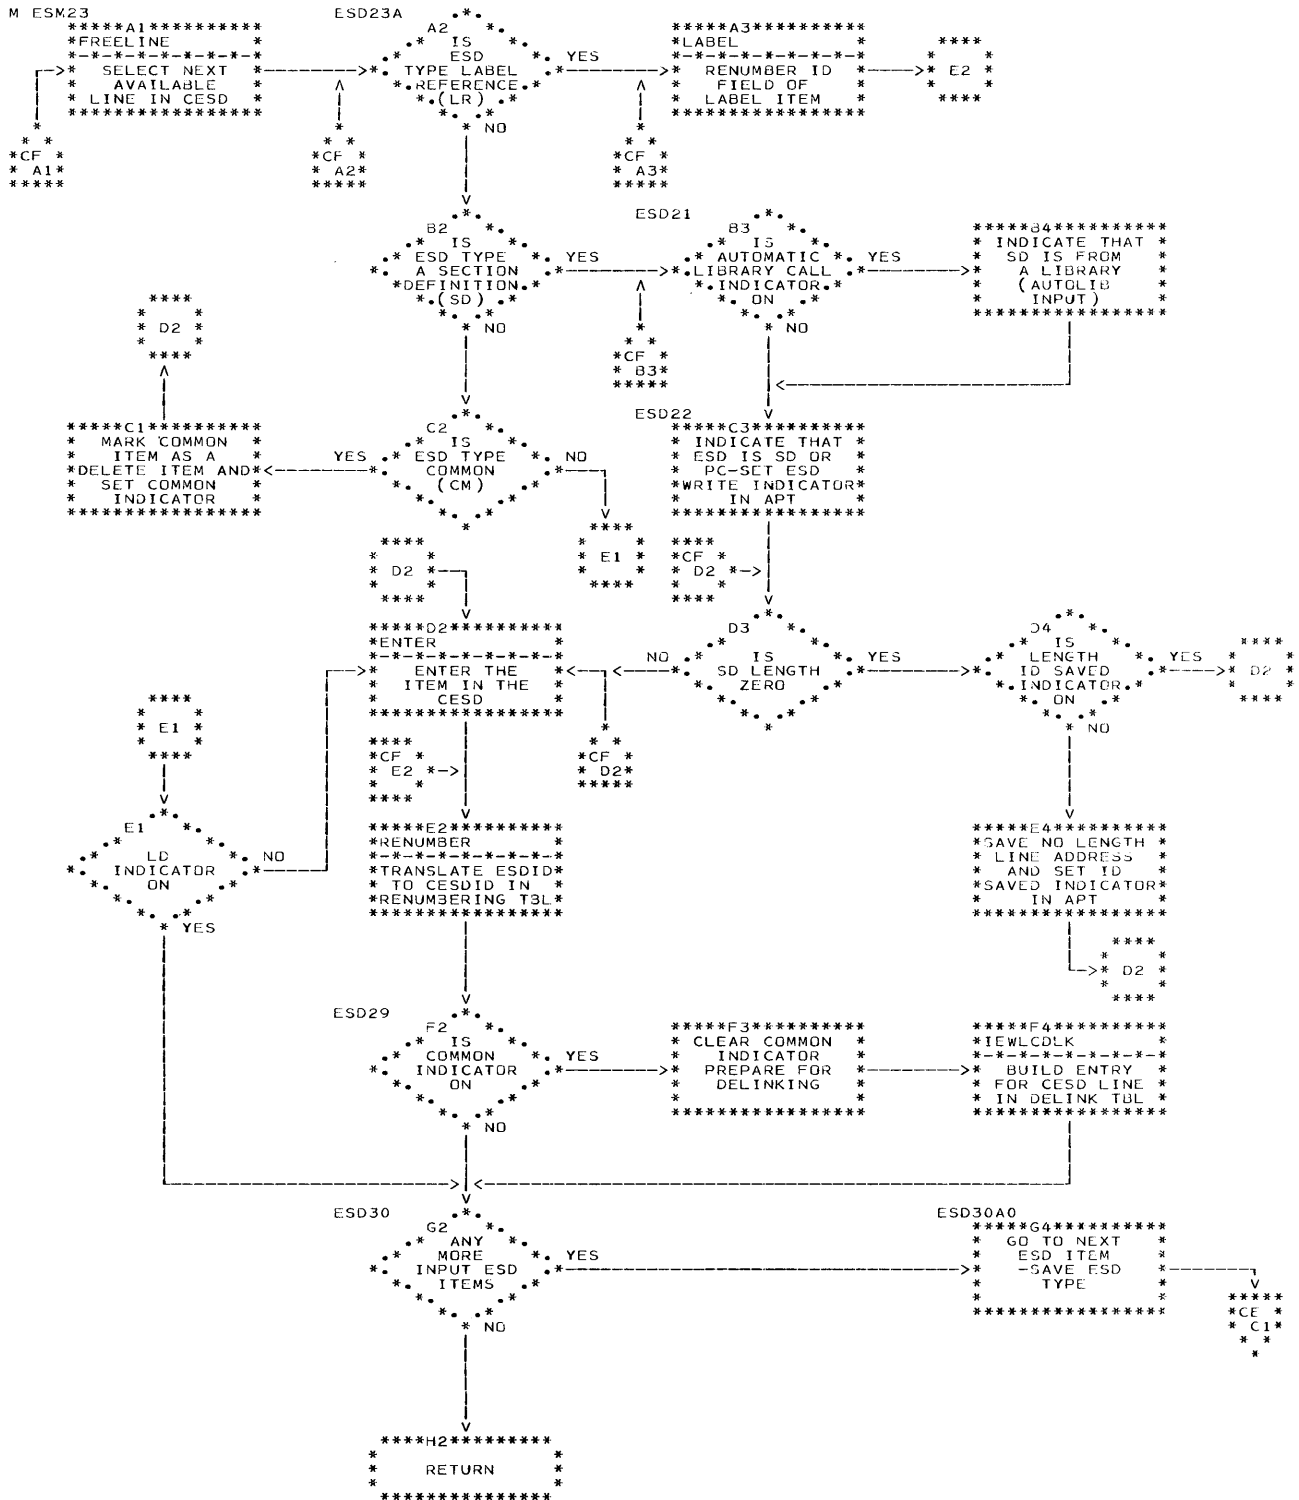 M ESM23
ESD23A
A1
FREELINE
SELECT NEXT
AVAILABLE
LINE IN CESD
A2
IS
ESD
TYPE LABEL
REFERENCE
(LR)
YES
NO
A3
LABEL
RENUMBER ID
FIELD OF
LABEL ITEM
E2
CF
A1
CF
A2
CF
A3
B2
IS
ESD TYPE
A SECTION
DEFINITION
(SD)
YES
NO
ESD21
B3
IS
AUTOMATIC
LIBRARY CALL
INDICATOR
ON
YES
NO
B4
INDICATE THAT
SD IS FROM
A LIBRARY
(AUTOLIB
INPUT)
D2
CF
B3
C1
MARK COMMON
ITEM AS A
DELETE ITEM AND
SET COMMON
INDICATOR
YES
C2
IS
ESD TYPE
COMMON
(CM)
NO
ESD22
C3
INDICATE THAT
ESD IS SD OR
PC-SET ESD
WRITE INDICATOR
IN APT
E1
D2
CF
D2
D2
ENTER
ENTER THE
ITEM IN THE
CESD
NO
D3
IS
SD LENGTH
ZERO
YES
D4
IS
LENGTH
ID SAVED
INDICATOR
ON
YES
NO
D2
E1
CF
E2
CF
D2
E1
LD
INDICATOR
ON
NO
YES
E2
RENUMBER
TRANSLATE ESDID
TO CESDID IN
RENUMBERING TBL
E4
SAVE NO LENGTH
LINE ADDRESS
AND SET ID
SAVED INDICATOR
IN APT
D2
ESD29
F2
IS
COMMON
INDICATOR
ON
YES
NO
F3
CLEAR COMMON
INDICATOR
PREPARE FOR
DELINKING
F4
IEWLCDLK
BUILD ENTRY
FOR CESD LINE
IN DELINK TBL
ESD30
G2
ANY
MORE
INPUT ESD
ITEMS
YES
NO
ESD30A0
G4
GO TO NEXT
ESD ITEM
-SAVE ESD
TYPE
CE
C1
H2
RETURN